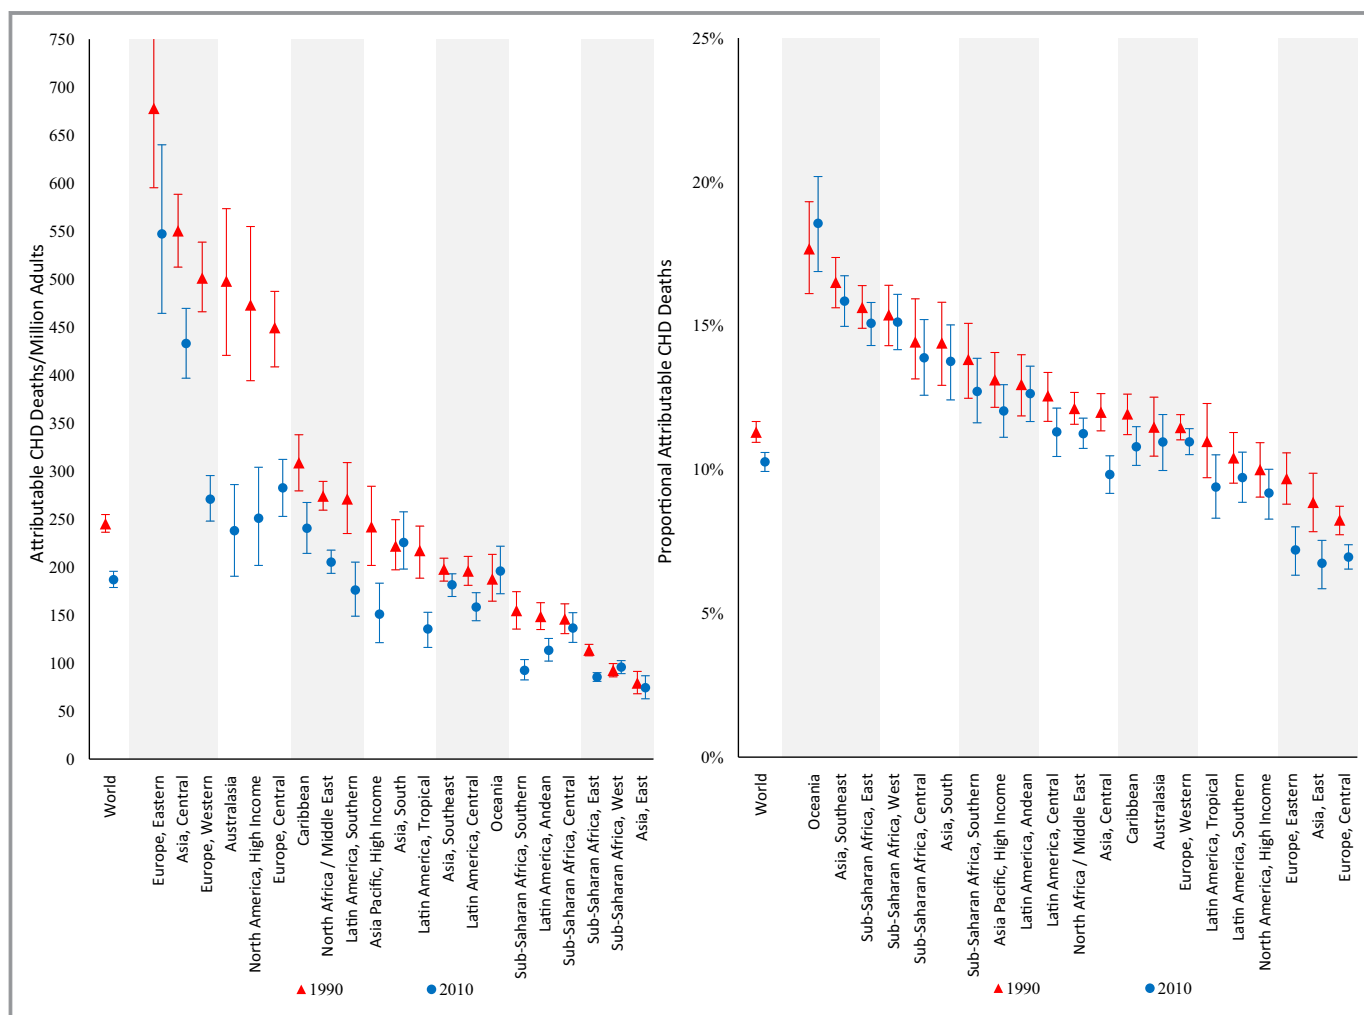 Attributable CHD Deaths/Million Adults
750
700
650
600
550
500
450
400
350
300
250
200
150
100
50
0
World
Europe, Eastern
Asia, Central
Europe, Western
Australasia
North America, High Income
Europe, Central
Caribbean
North Africa / Middle East
Latin America, Southern
Asia Pacific, High Income
Asia, South
Latin America, Tropical
Asia, Southeast
Latin America, Central
Oceania
Sub-Saharan Africa, Southern
Latin America, Andean
Sub-Saharan Africa, Central
Sub-Saharan Africa, East
Sub-Saharan Africa, West
Asia, East
1990
2010
Proportional Attributable CHD Deaths
25%
20%
15%
10%
5%
0%
World
Oceania
Asia, Southeast
Sub-Saharan Africa, East
Sub-Saharan Africa, West
Sub-Saharan Africa, Central
Asia, South
Sub-Saharan Africa, Southern
Asia Pacific, High Income
Latin America, Andean
Latin America, Central
North Africa / Middle East
Asia, Central
Caribbean
Australasia
Europe, Western
Latin America, Tropical
Latin America, Southern
North America, High Income
Europe, Eastern
Asia, East
Europe, Central
1990
2010